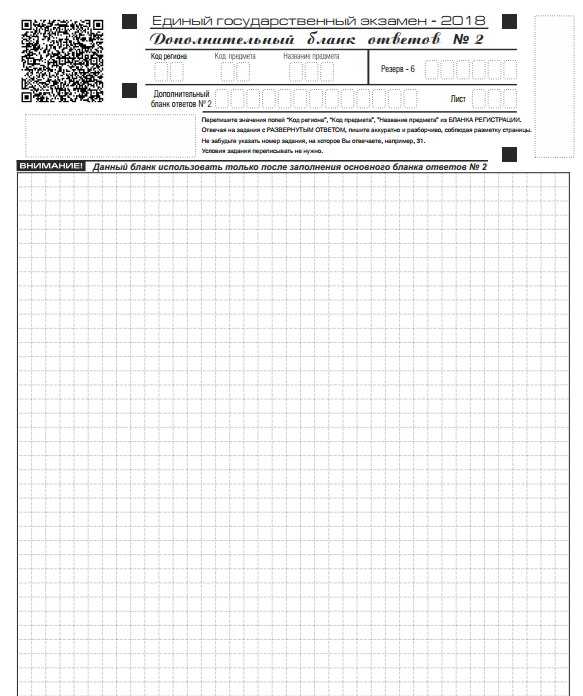 Единый государственный экзамен - 2018
Дополнительный бланк ответов № 2
Код региона Код предмета Название предмета
Резерв - 6
Дополнительный
бланк ответов № 2
Лист
Перепишите значения полей "Код региона", "Код предмета", "Название предмета" из БЛАНКА РЕГИСТРАЦИИ.
Отвечая на задания с РАЗВЕРНУТЫМ ОТВЕТОМ, пишите аккуратно и разборчиво, соблюдая разметку страницы.
Не забудьте указать номер задания, на которое Вы отвечаете, например, 31.
Условия задания переписывать не нужно.
ВНИМАНИЕ! Данный бланк использовать только после заполнения основного бланка ответов № 2